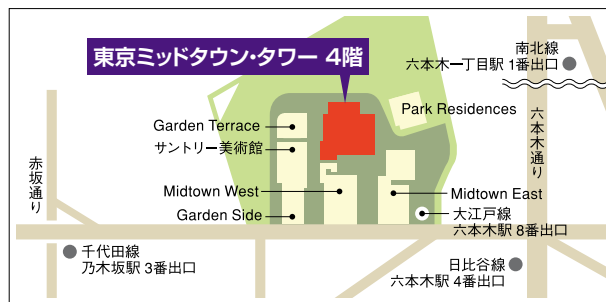 東京ミッドタウン・タワー 4階
南北線
六本木一丁目駅 1番出口
Park Residences
Garden Terrace
サントリー美術館
六本木通り
赤坂通り
Midtown West
Midtown East
Garden Side
大江戸線
六本木駅 8番出口
千代田線
乃木坂駅 3番出口
日比谷線
六本木駅 4番出口